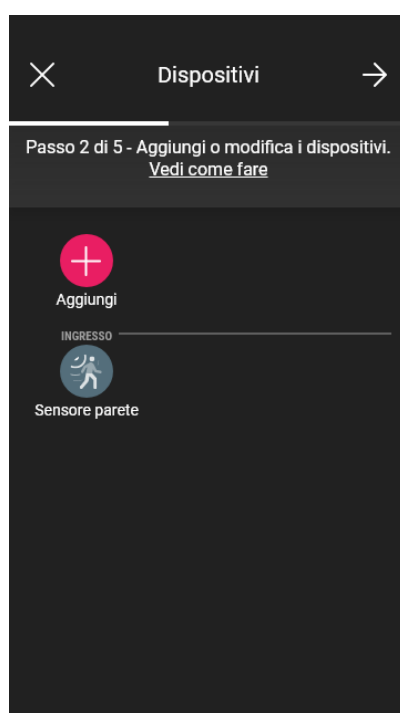 Dispositivi
Passo 2 di 5 - Aggiungi o modifica i dispositivi.
Vedi come fare
Aggiungi
INGRESSO
Sensore parete